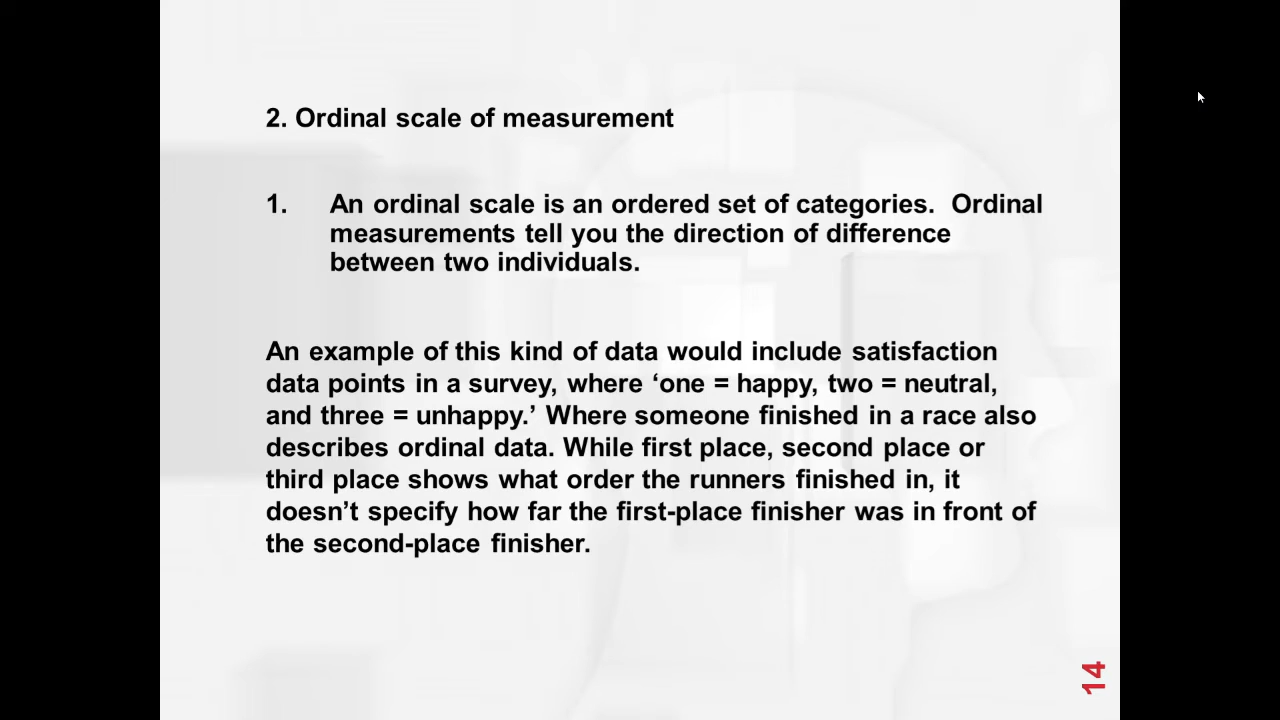 2. Ordinal scale of measurement
1. An ordinal scale is an ordered set of categories.  Ordinal
measurements tell you the direction of difference
between two individuals.
An example of this kind of data would include satisfaction
data points in a survey, where ‘one = happy, two = neutral,
and three = unhappy.’ Where someone finished in a race also
describes ordinal data. While first place, second place or
third place shows what order the runners finished in, it
doesn’t specify how far the first-place finisher was in front of
the second-place finisher.
14